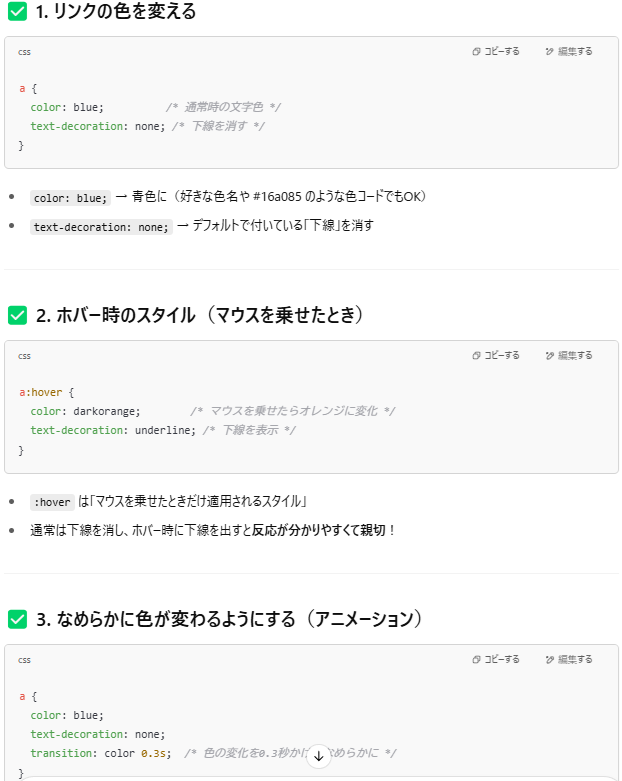 ✅ 1. リンクの色を変える
css コピーする 編集する
a {
color: blue; /* 通常時の文字色 */
text-decoration: none; /* 下線を消す */
}
• color: blue; → 青色に（好きな色名や #16a085 のような色コードでもOK）
• text-decoration: none; → デフォルトで付いている「下線」を消す
✅ 2. ホバー時のスタイル（マウスを乗せたとき）
css コピーする 編集する
a:hover {
color: darkorange; /* マウスを乗せたらオレンジに変化 */
text-decoration: underline; /* 下線を表示 */
}
• :hover は「マウスを乗せたときだけ適用されるスタイル」
• 通常は下線を消し、ホバー時に下線を出すと反応が分かりやすくて親切！
✅ 3. なめらかに色が変わるようにする（アニメーション）
css コピーする 編集する
a {
color: blue;
text-decoration: none;
transition: color 0.3s; /* 色の変化を0.3秒かけ なめらかに */
}